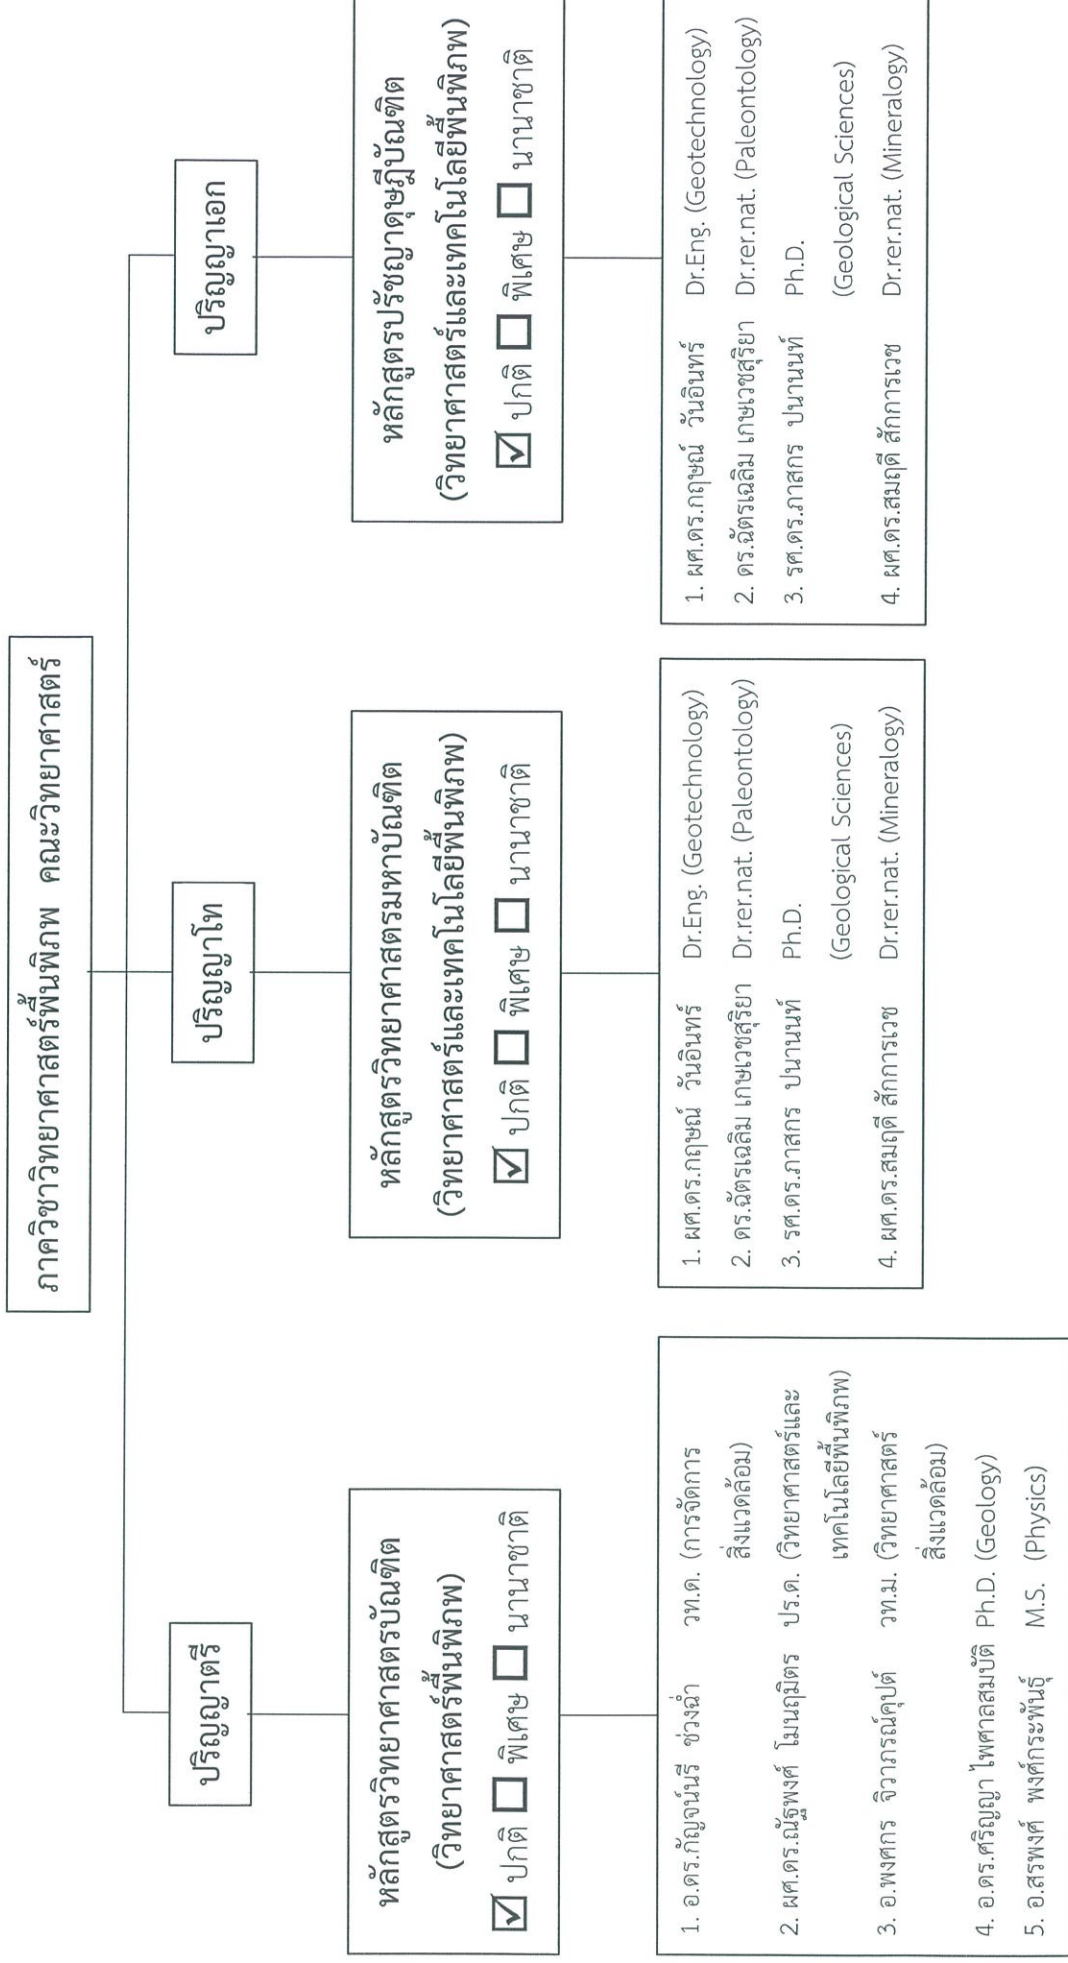 ภาควิชาวิทยาศาสตร์พื้นพิภพ คณะวิทยาศาสตร์
ปริญญาตรี
หลักสูตรวิทยาศาสตรบัณฑิต
(วิทยาศาสตร์พื้นพิภพ)
☑ ปกติ ☐ พิเศษ ☐ นานาชาติ
1. อ.ดร.กัญจน์นรี ช่วงฉ่ำ วท.ด. (การจัดการ
สิ่งแวดล้อม)
2. ผศ.ดร.ณัฐพงศ์ โมนฤมิตร ปร.ด. (วิทยาศาสตร์และ
เทคโนโลยีพื้นพิภพ)
3. อ.พงศกร จิวาภรณ์คุปต์ วท.ม. (วิทยาศาสตร์
สิ่งแวดล้อม)
4. อ.ดร.ศริญญา ไพศาลสมบัติ Ph.D. (Geology)
5. อ.สรพงศ์ พงศ์กระพันธุ์ M.S. (Physics)
ปริญญาโท
หลักสูตรวิทยาศาสตรมหาบัณฑิต
(วิทยาศาสตร์และเทคโนโลยีพื้นพิภพ)
☑ ปกติ ☐ พิเศษ ☐ นานาชาติ
1. ผศ.ดร.กฤษณ์ วันอินทร์ Dr.Eng. (Geotechnology)
2. ดร.ฉัตรเฉลิม เกษเวชสุริยา Dr.rer.nat. (Paleontology)
3. รศ.ดร.ภาสกร ปนานนท์ Ph.D.
(Geological Sciences)
4. ผศ.ดร.สมฤดี สักการเวช Dr.rer.nat. (Mineralogy)
ปริญญาเอก
หลักสูตรปรัชญาดุษฎีบัณฑิต
(วิทยาศาสตร์และเทคโนโลยีพื้นพิภพ)
☑ ปกติ ☐ พิเศษ ☐ นานาชาติ
1. ผศ.ดร.กฤษณ์ วันอินทร์ Dr.Eng. (Geotechnology)
2. ดร.ฉัตรเฉลิม เกษเวชสุริยา Dr.rer.nat. (Paleontology)
3. รศ.ดร.ภาสกร ปนานนท์ Ph.D.
(Geological Sciences)
4. ผศ.ดร.สมฤดี สักการเวช Dr.rer.nat. (Mineralogy)